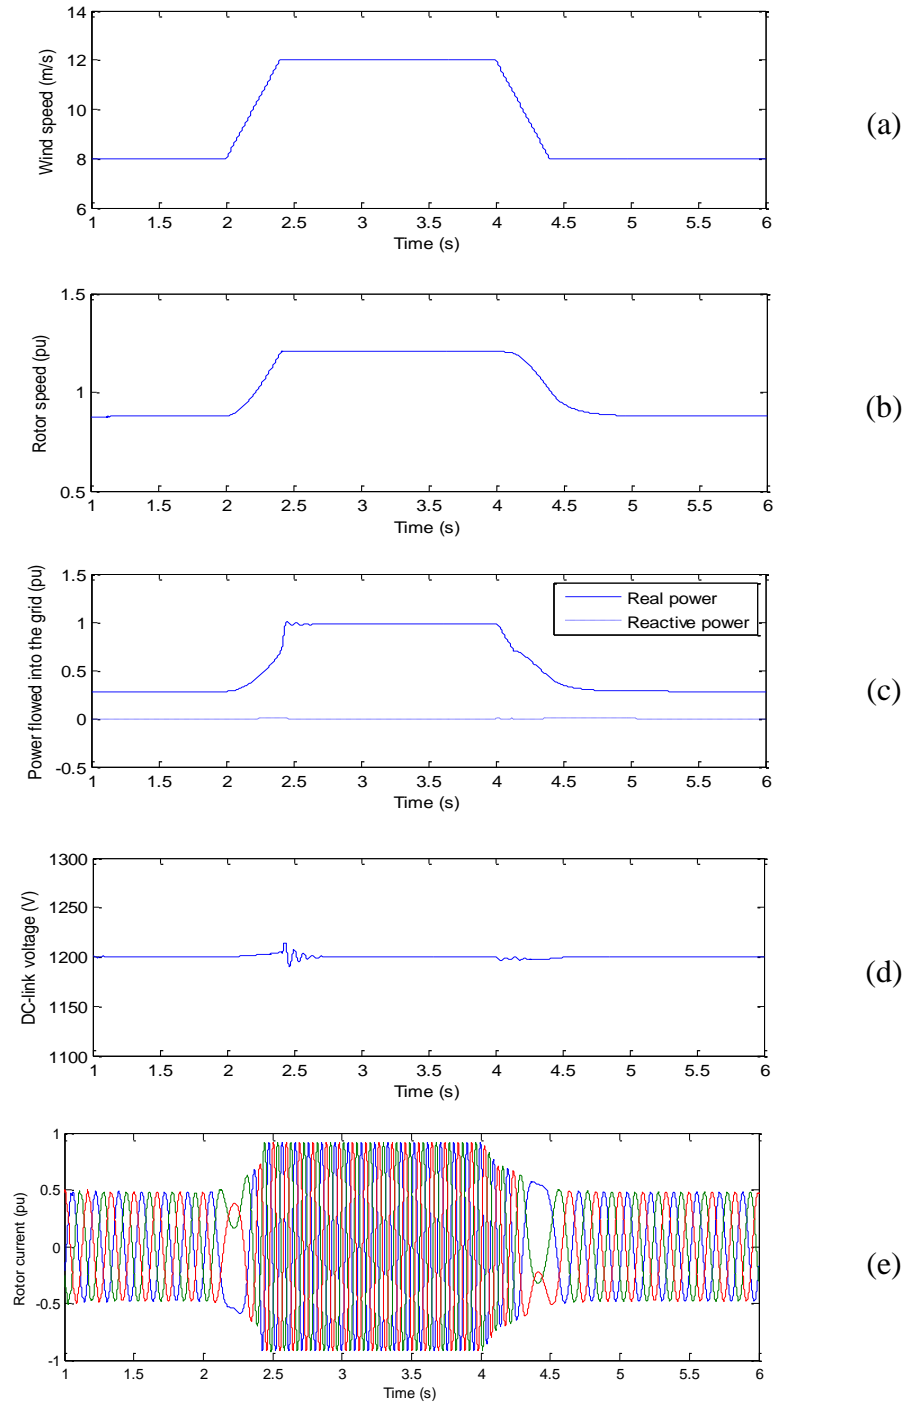 14
12
10
8
6
Wind speed (m/s)
1 1.5 2 2.5 3 3.5 4 4.5 5 5.5 6
Time (s)
(a)
1.5
1
0.5
Rotor speed (pu)
1 1.5 2 2.5 3 3.5 4 4.5 5 5.5 6
Time (s)
(b)
1.5
1
0.5
0
-0.5
Power flowed into the grid (pu)
Real power
Reactive power
1 1.5 2 2.5 3 3.5 4 4.5 5 5.5 6
Time (s)
(c)
1300
1250
1200
1150
1100
DC-link voltage (V)
1 1.5 2 2.5 3 3.5 4 4.5 5 5.5 6
Time (s)
(d)
1
0.5
0
-0.5
-1
Rotor current (pu)
1 1.5 2 2.5 3 3.5 4 4.5 5 5.5 6
Time (s)
(e)